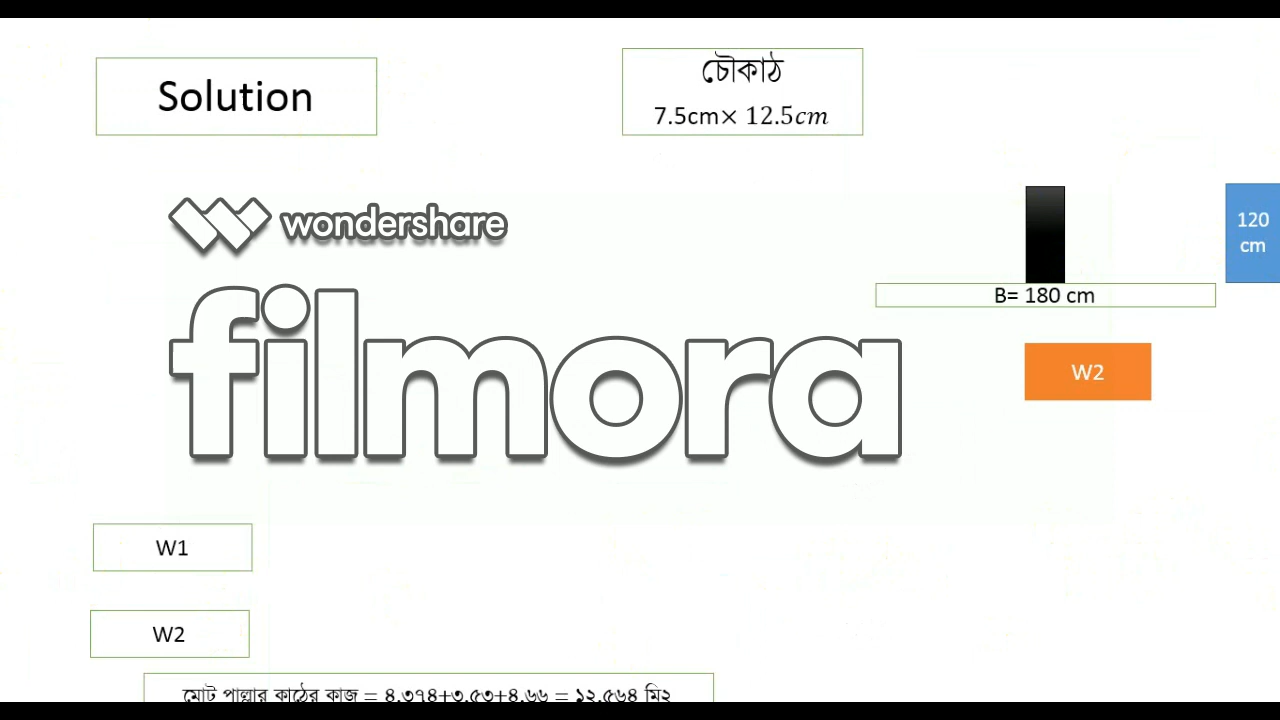 Solution
চৌকাঠ
7.5cm× 12.5cm
wondershare
filmora
120
cm
B= 180 cm
W2
W1
W2
মোট পাল্লার কাঠের কাজ = ৪.৩৭৪+৩.৫৩+৪.৬৬ = ১২.৫৬৪ মি২